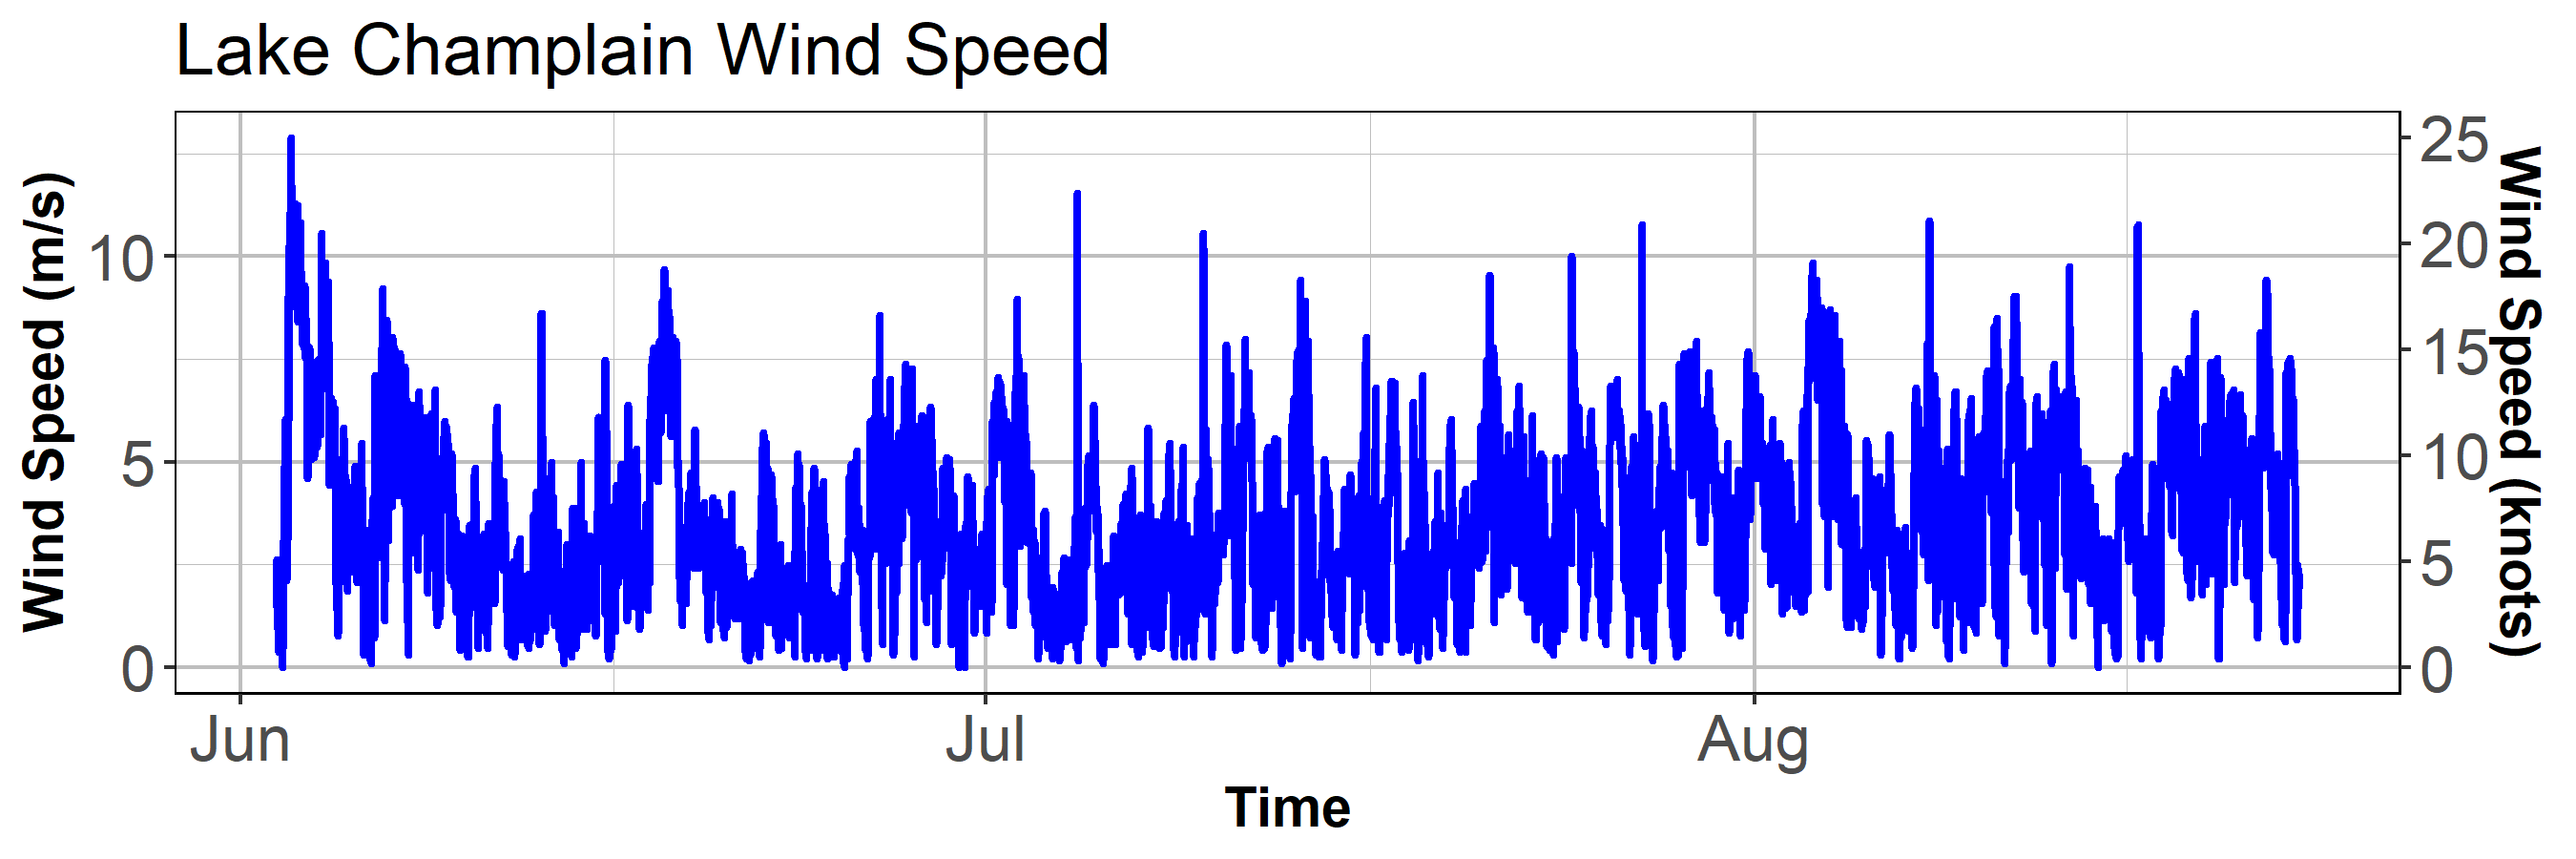 Lake Champlain Wind Speed
Wind Speed (m/s)
10
5
0
25
20
15
10
5
0
Wind Speed (knots)
Jun Jul Aug
Time